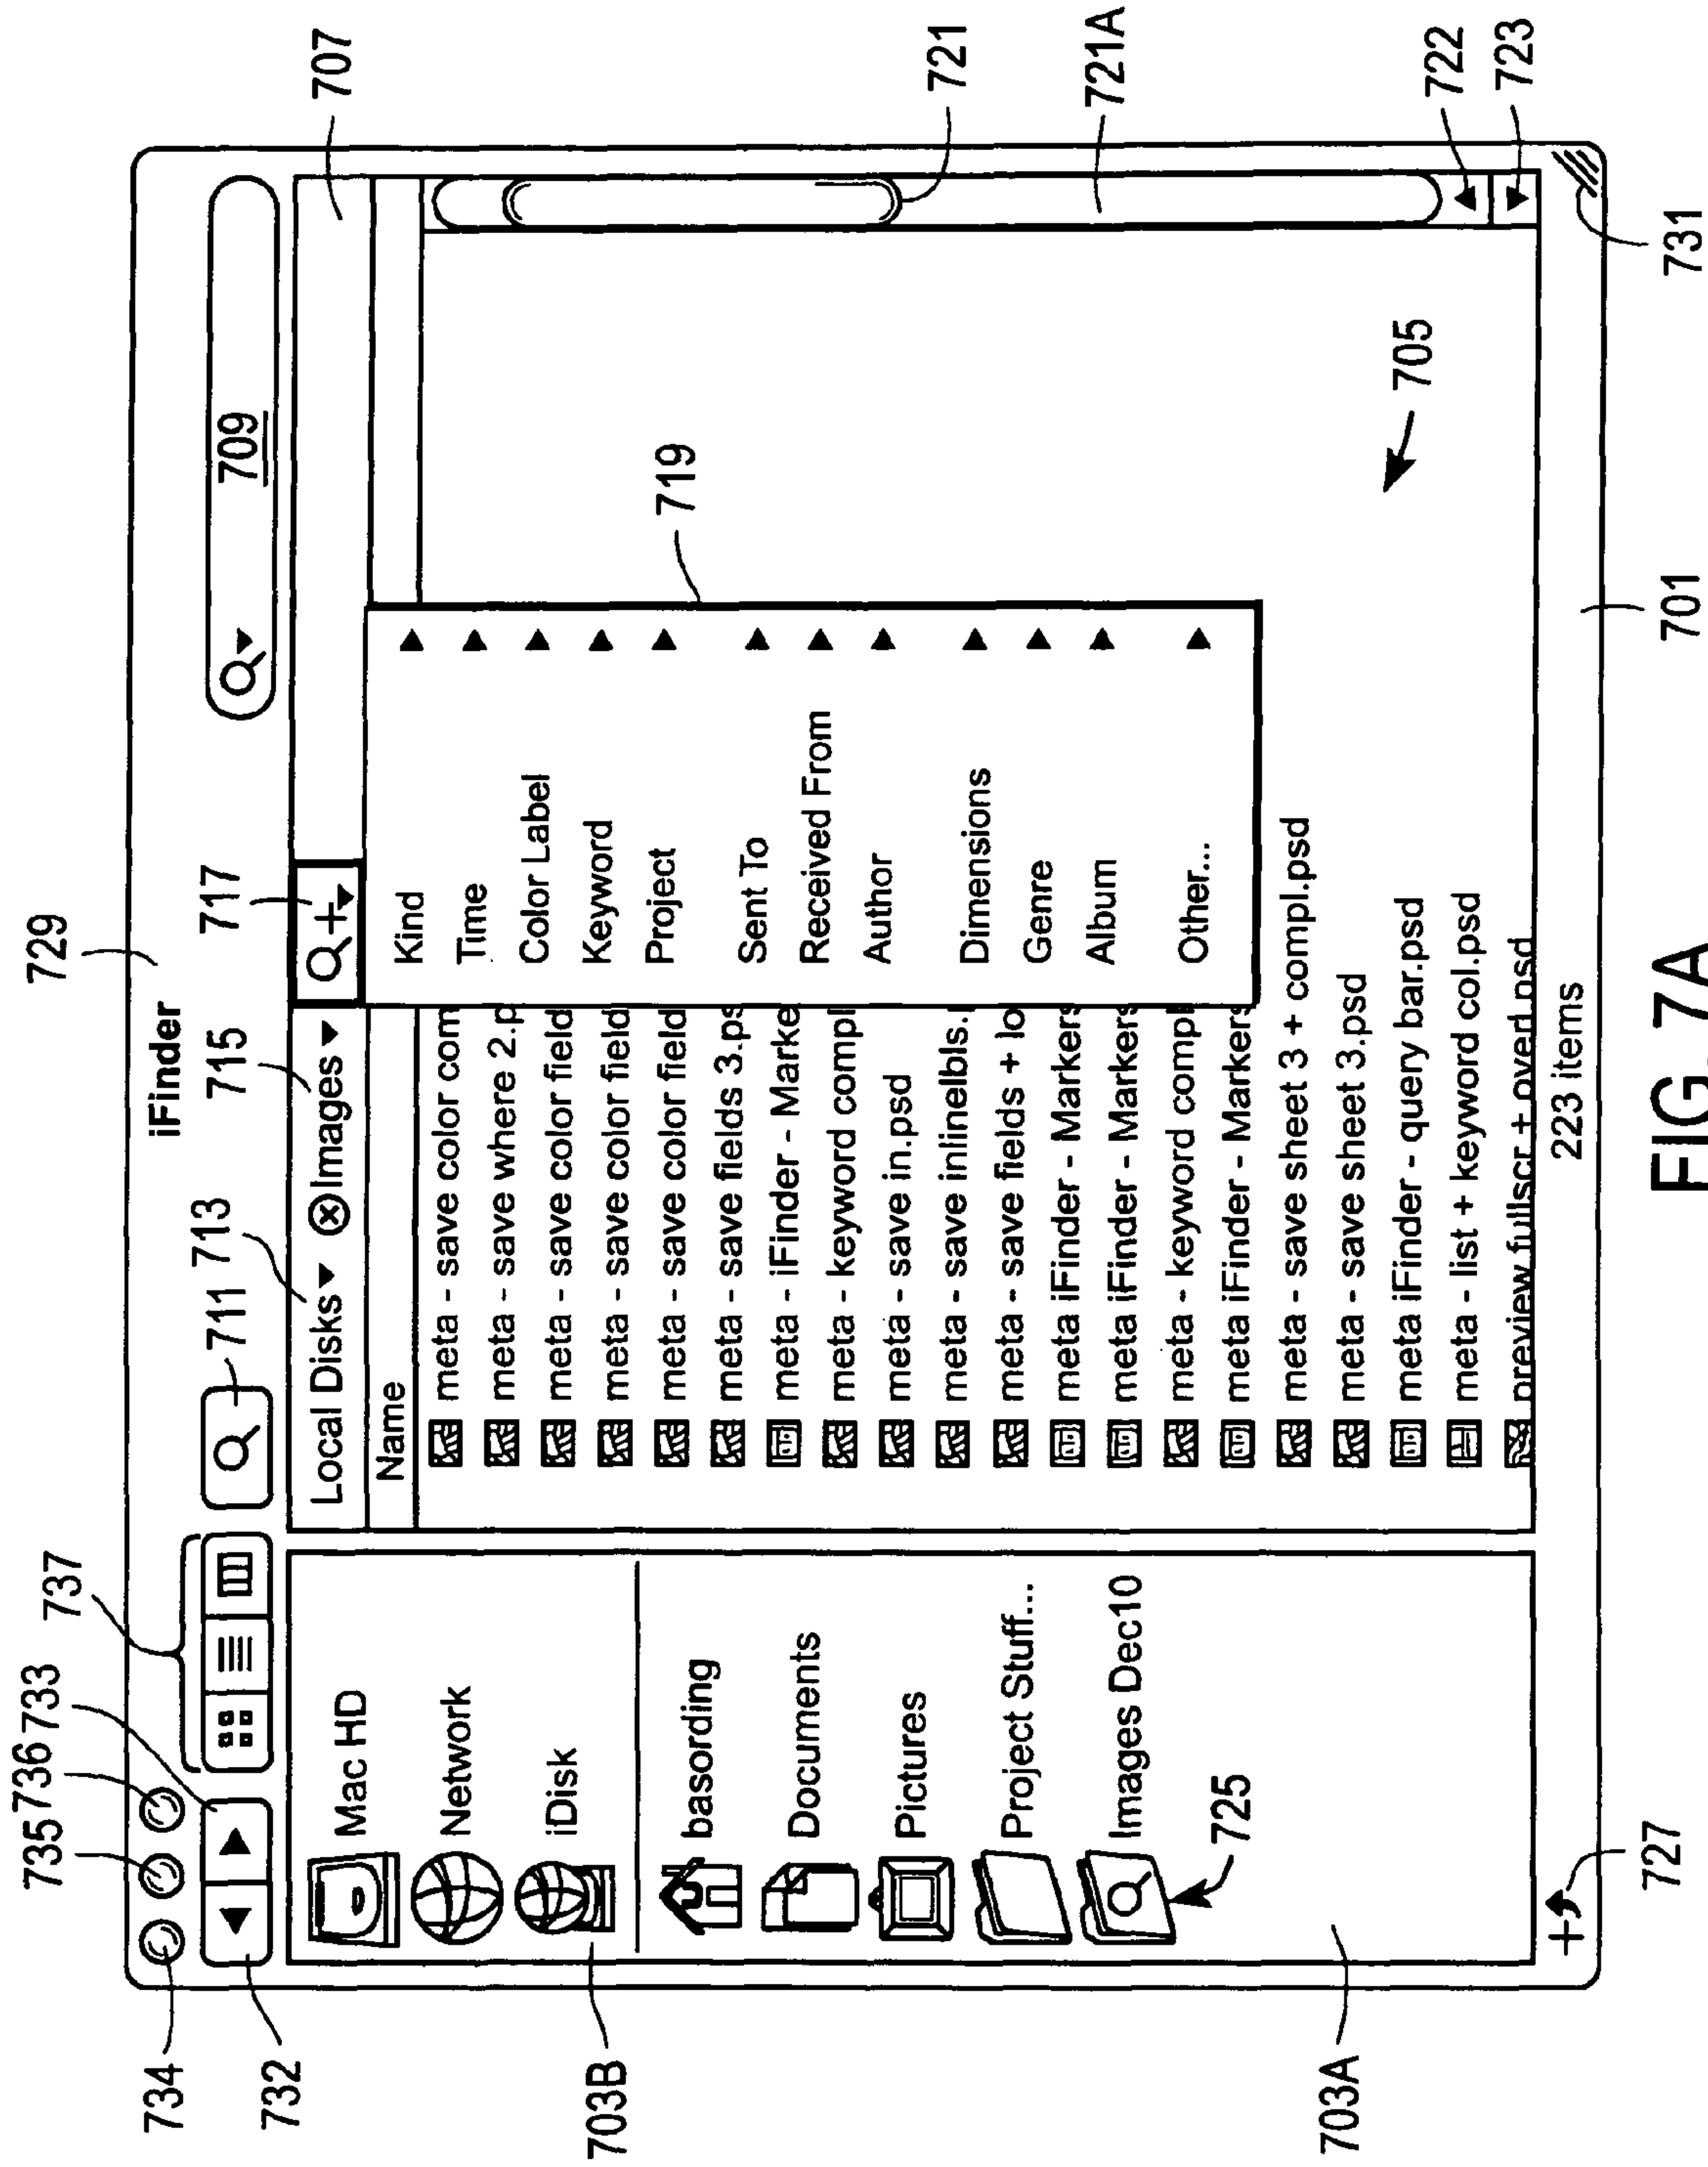 729
iFinder
735 736 733 737
734
732
711 713 715 717
709
707
Local Disks Images
Name
Mac HD
Network
iDisk
703B
basording
Documents
Pictures
Project Stuff...
Images Dec10
725
703A
meta - save color com
meta - save where 2.p
meta - save color field
meta - save color field
meta - save color field
meta - save fields 3.ps
meta - iFinder - Marke
meta - keyword compl
meta - save in.psd
meta - save inlinelbls.
meta - save fields + lo
meta iFinder - Markers
meta iFinder - Markers
meta - keyword compl
meta iFinder - Markers
meta - save sheet 3 + compl.psd
meta - save sheet 3.psd
meta iFinder - query bar.psd
meta - list + keyword col.psd
preview fullscr + overl.psd
Kind
Time
Color Label
Keyword
Project
Sent To
Received From
Author
Dimensions
Genre
Album
Other...
719
705
721
721A
722
723
223 items
727
701
731
FIG. 7A